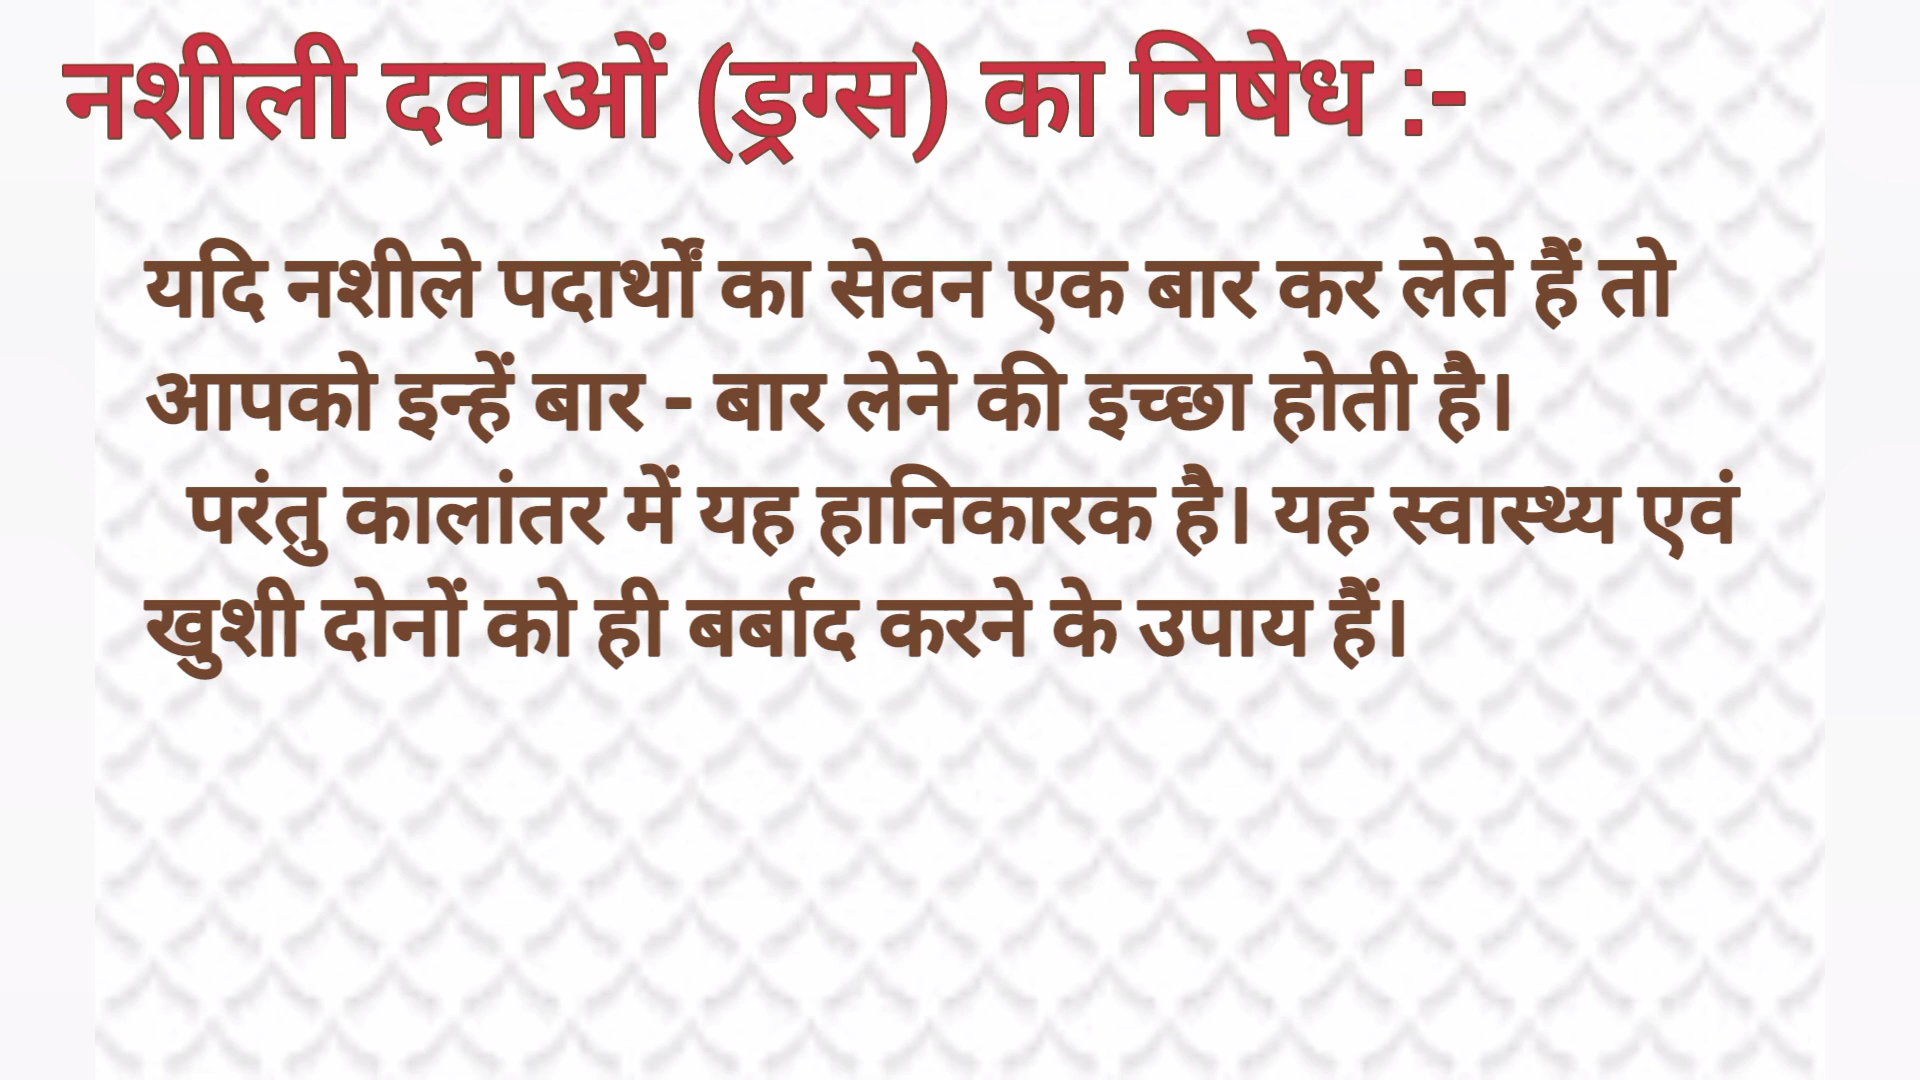 नशीली दवाओं (ड्रग्स) का निषेध :-
यदि नशीले पदार्थों का सेवन एक बार कर लेते हैं तो
आपको इन्हें बार - बार लेने की इच्छा होती है।
परंतु कालांतर में यह हानिकारक है। यह स्वास्थ्य एवं
खुशी दोनों को ही बर्बाद करने के उपाय हैं।